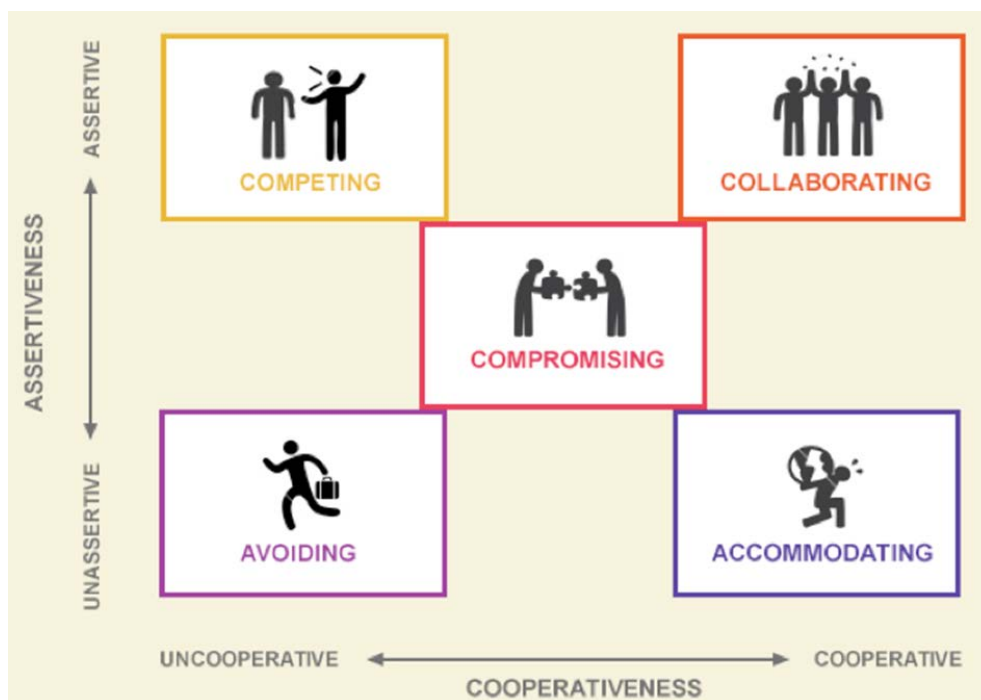 ASSERTIVE
COMPETING
COLLABORATING
ASSERTIVENESS
COMPROMISING
UNASSERTIVE
AVOIDING
ACCOMMODATING
UNCOOPERATIVE
COOPERATIVE
COOPERATIVENESS